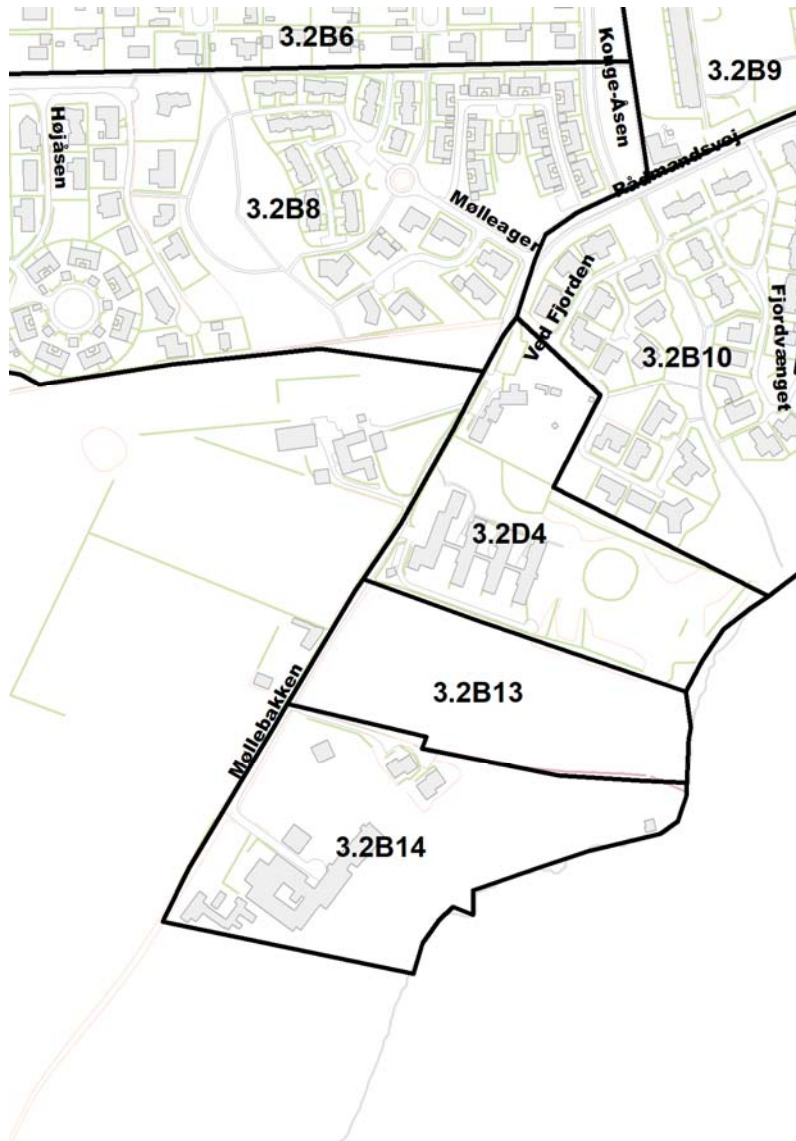 3.2B6
Konge-Åsen
3.2B9
Højåsen
Rådmandsvej
3.2B8
Mølleager
Ved Fjorden
Fjordvænget
3.2B10
3.2D4
3.2B13
Møllebakken
3.2B14